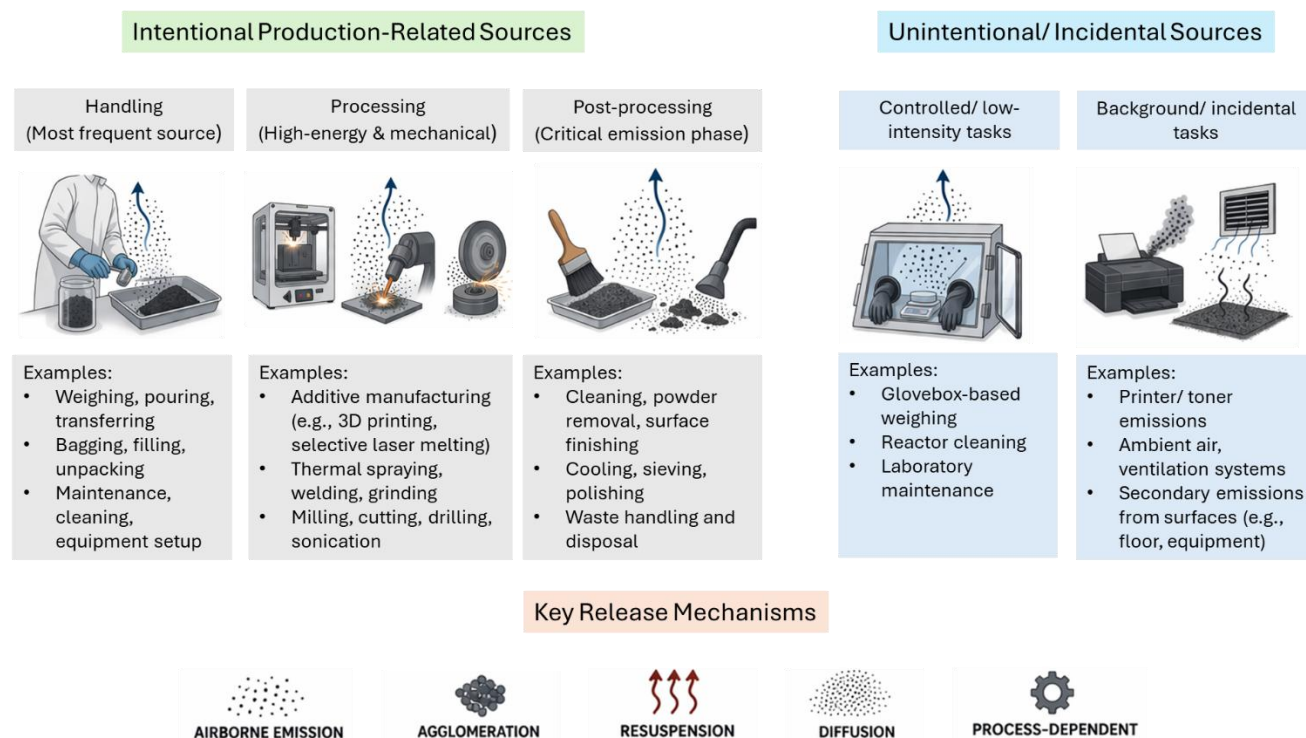 Intentional Production-Related Sources
Unintentional/ Incidental Sources
Handling
(Most frequent source)
Processing
(High-energy & mechanical)
Post-processing
(Critical emission phase)
Controlled/ low-
intensity tasks
Background/ incidental
tasks
Examples:
• Weighing, pouring,
transferring
• Bagging, filling,
unpacking
• Maintenance,
cleaning,
equipment setup
Examples:
• Additive manufacturing
(e.g., 3D printing,
selective laser melting)
• Thermal spraying,
welding, grinding
• Milling, cutting, drilling,
sonication
Examples:
• Cleaning, powder
removal, surface
finishing
• Cooling, sieving,
polishing
• Waste handling and
disposal
Examples:
• Glovebox-based
weighing
• Reactor cleaning
• Laboratory
maintenance
Examples:
• Printer/ toner
emissions
• Ambient air,
ventilation systems
• Secondary emissions
from surfaces (e.g.,
floor, equipment)
Key Release Mechanisms
AIRBORNE EMISSION
AGGLOMERATION
RESUSPENSION
DIFFUSION
PROCESS-DEPENDENT